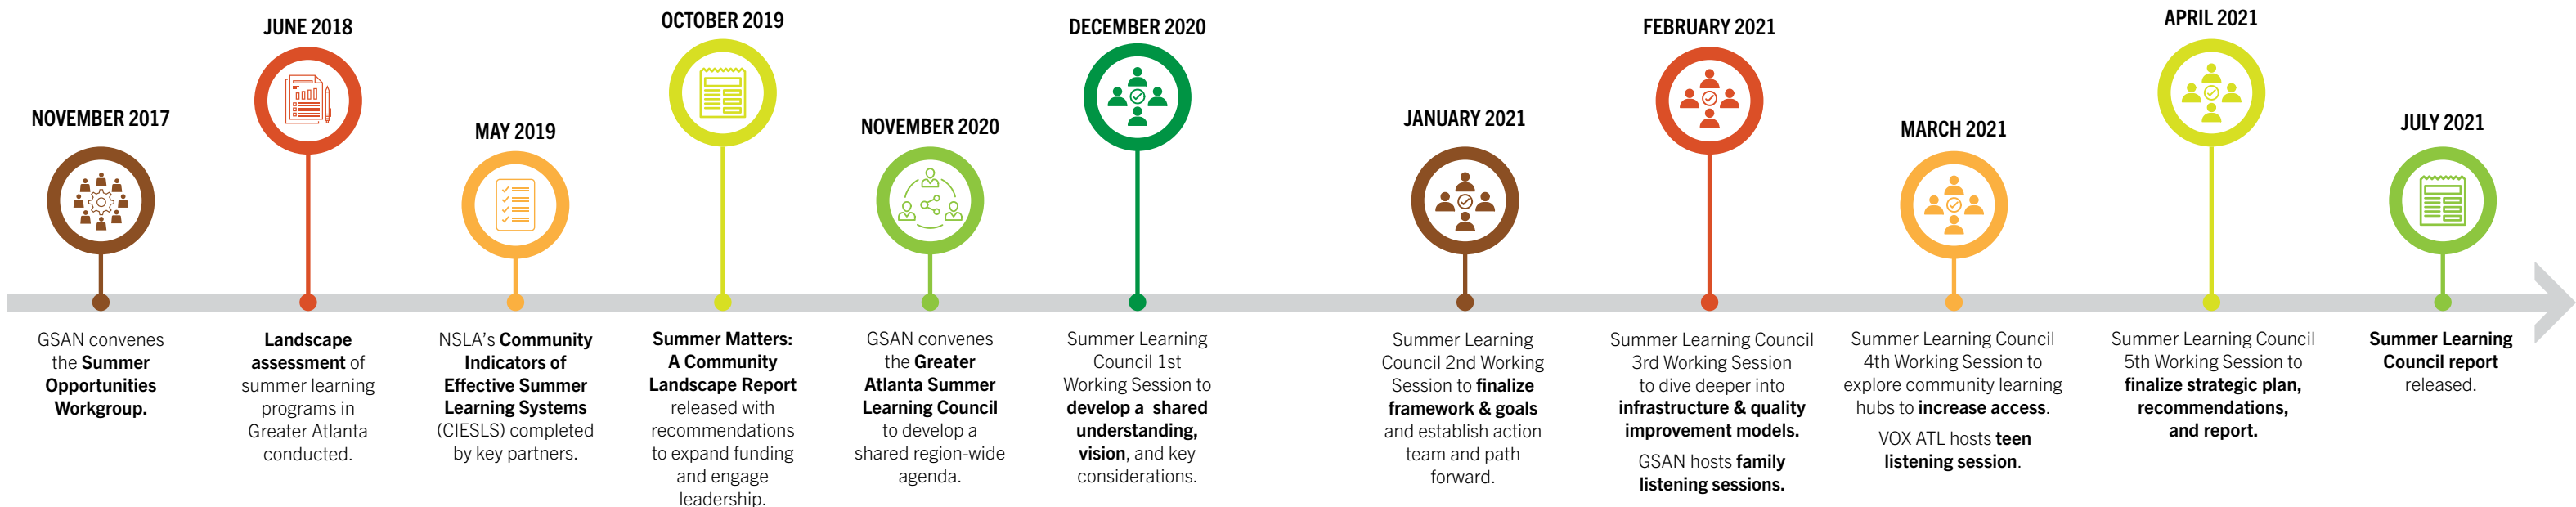 NOVEMBER 2017
GSAN convenes
the Summer
Opportunities
Workgroup.
JUNE 2018
Landscape
assessment of
summer learning
programs in
Greater Atlanta
conducted.
MAY 2019
NSLA's Community
Indicators of
Effective Summer
Learning Systems
(CIESLS) completed
by key partners.
OCTOBER 2019
Summer Matters:
A Community
Landscape Report
released with
recommendations
to expand funding
and engage
leadership.
NOVEMBER 2020
GSAN convenes
the Greater
Atlanta Summer
Learning Council
to develop a
shared region-wide
agenda.
DECEMBER 2020
Summer Learning
Council 1st
Working Session to
develop a shared
understanding,
vision, and key
considerations.
JANUARY 2021
Summer Learning
Council 2nd Working
Session to finalize
framework & goals
and establish action
team and path
forward.
FEBRUARY 2021
Summer Learning Council
3rd Working Session
to dive deeper into
infrastructure & quality
improvement models.
GSAN hosts family
listening sessions.
MARCH 2021
Summer Learning Council
4th Working Session to
explore community learning
hubs to increase access.
VOX ATL hosts teen
listening session.
APRIL 2021
Summer Learning Council
5th Working Session to
finalize strategic plan,
recommendations,
and report.
JULY 2021
Summer Learning
Council report
released.